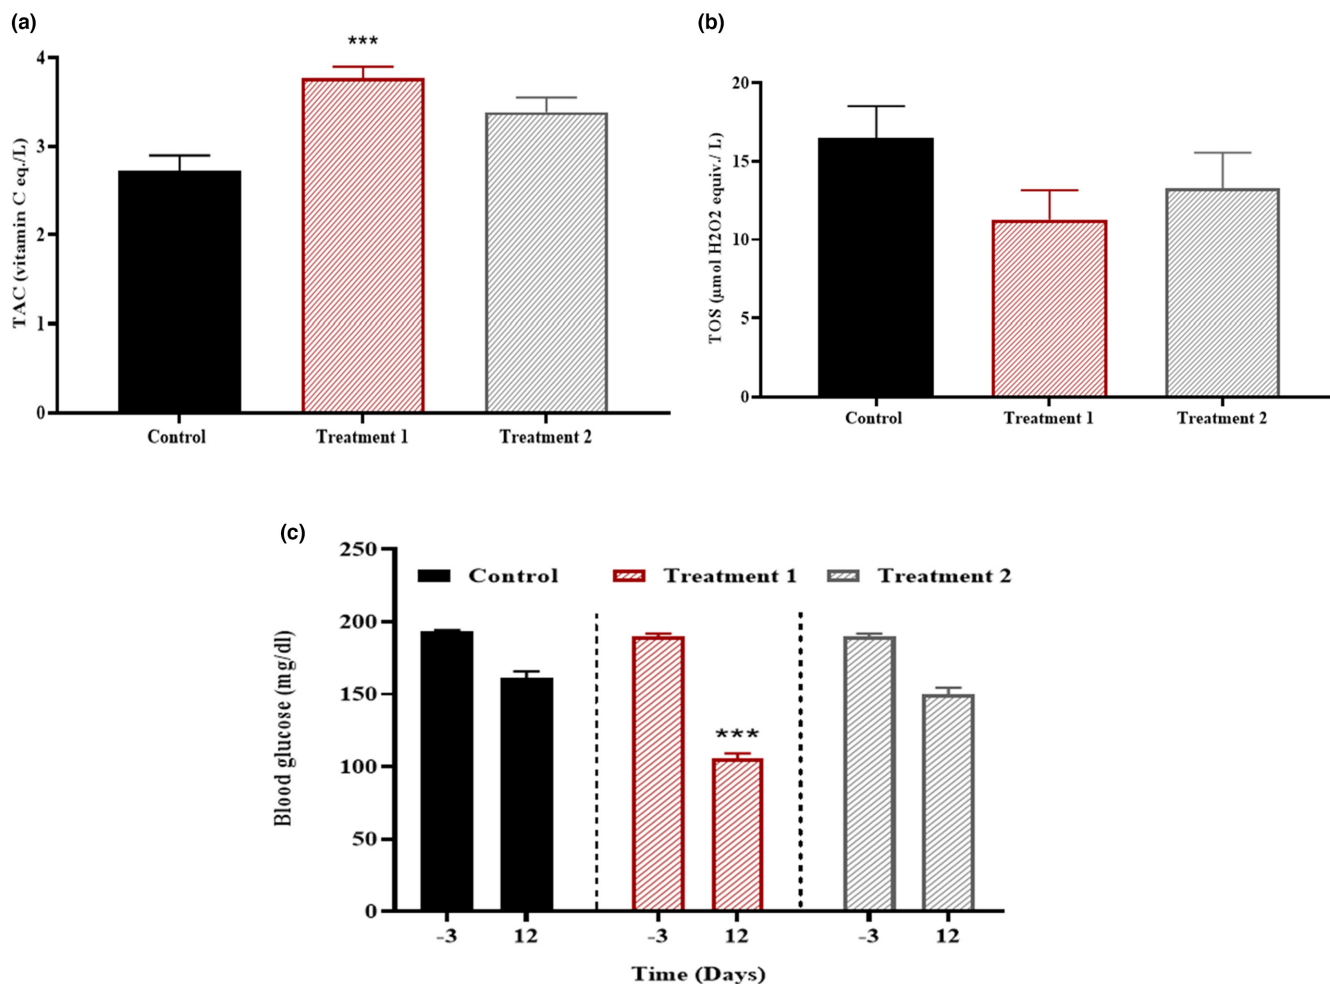 (a)
***
4
3
2
1
0
TAC (vitamin C eq./L)
Control Treatment 1 Treatment 2
(b)
20
15
10
5
0
TOS (µmol H2O2 equiv./ L)
Control Treatment 1 Treatment 2
(c)
250
200
150
100
50
0
Blood glucose (mg/dl)
Control Treatment 1 Treatment 2
***
-3 12 -3 12 -3 12
Time (Days)